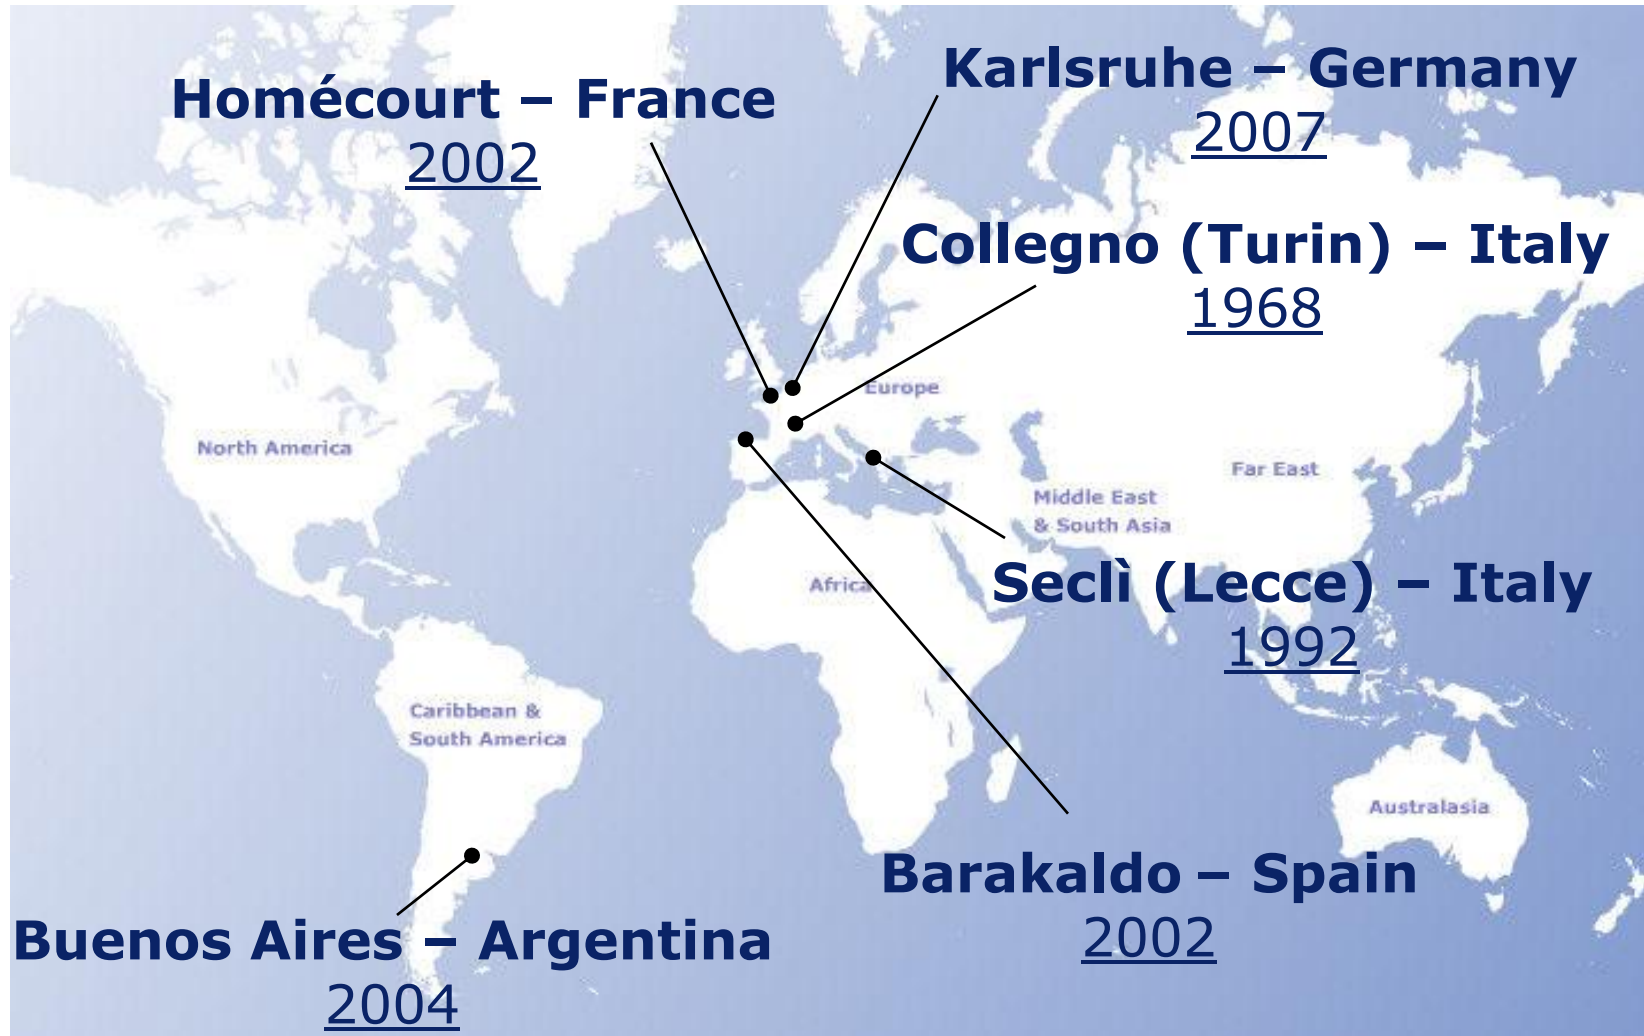 Karlsruhe – Germany
2007
Homécourt – France
2002
Collegno (Turin) – Italy
1968
Europe
North America
Far East
Middle East
& South Asia
Africa
Seclì (Lecce) – Italy
1992
Caribbean &
South America
Australasia
Barakaldo – Spain
2002
Buenos Aires – Argentina
2004